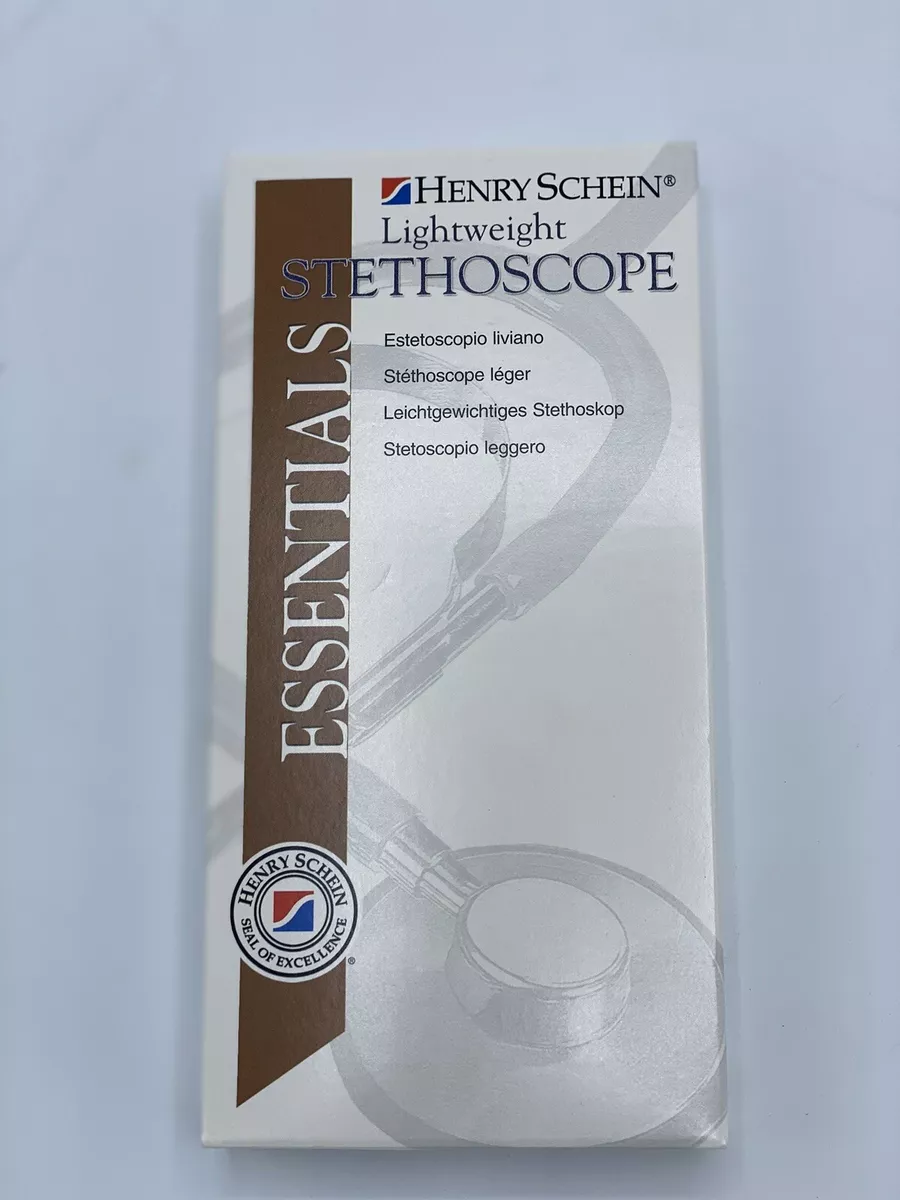 HENRY SCHEIN®
Lightweight
STETHOSCOPE
Estetoscopio liviano
Stéthoscope léger
Leichtgewichtiges Stethoskop
Stetoscopio leggero
ESSENTIALS
HENRY SCHEIN
SEAL OF EXCELLENCE
®